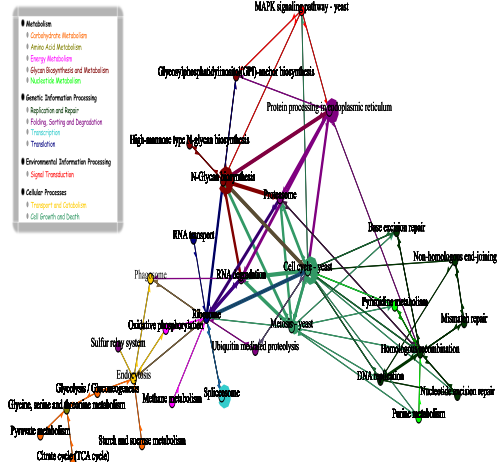 MAPK signaling pathway - yeast
Metabolism
Carbohydrate Metabolism
Amino Acid Metabolism
Energy Metabolism
Glycan Biosynthesis and Metabolism
Nucleotide Metabolism
Genetic Information Processing
Replication and Repair
Folding, Sorting and Degradation
Transcription
Translation
Environmental Information Processing
Signal Transduction
Cellular Processes
Transport and Catabolism
Cell Growth and Death
Glycosylphosphatidylinositol(GPI)-anchor biosynthesis
Protein processing in endoplasmic reticulum
High-mannose type N-glycan biosynthesis
N-Glycan biosynthesis
Proteasome
Base excision repair
RNA transport
Non-homologous end-joining
Cell cycle - yeast
Phagosome
RNA degradation
Pyrimidine metabolism
Ribosome
Mismatch repair
Oxidative phosphorylation
Meiosis - yeast
Sulfur relay system
Ubiquitin mediated proteolysis
Homologous recombination
Endocytosis
DNA replication
Glycolysis / Gluconeogenesis
Spliceosome
Nucleotide excision repair
Methane metabolism
Glycine, serine and threonine metabolism
Purine metabolism
Pyruvate metabolism
Starch and sucrose metabolism
Citrate cycle (TCA cycle)